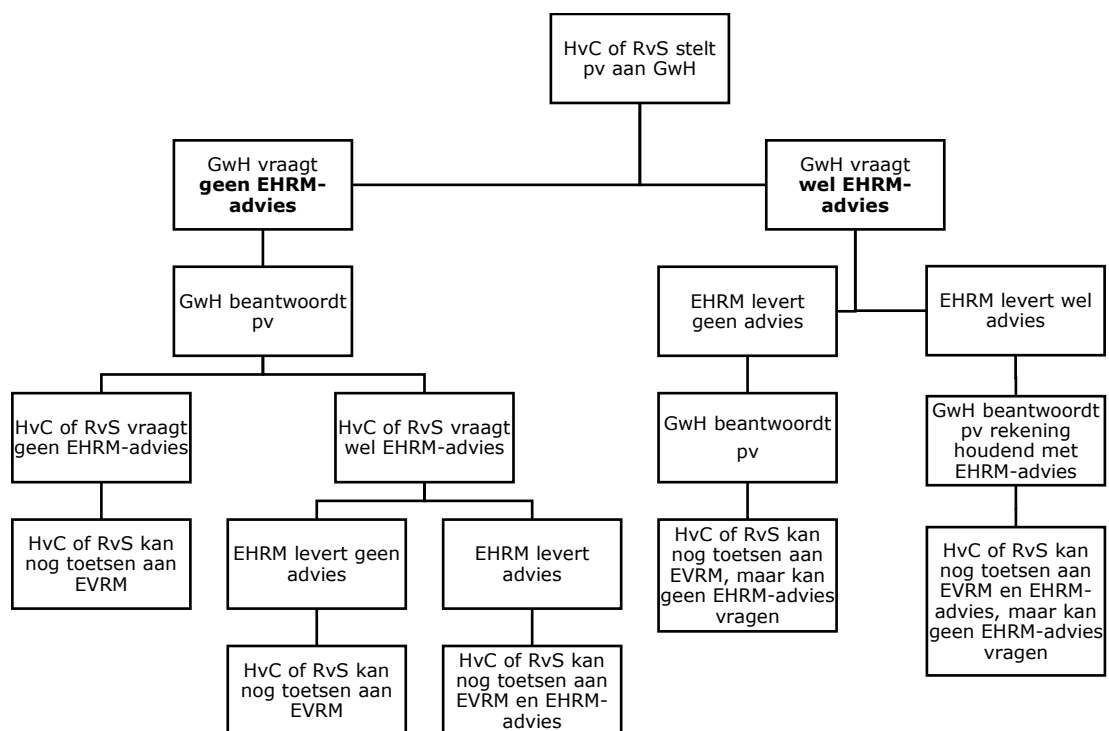 HvC of RvS stelt
pv aan GwH
GwH vraagt
geen EHRM-
advies
GwH vraagt
wel EHRM-
advies
GwH beantwoordt
pv
EHRM levert
geen advies
EHRM levert wel
advies
HvC of RvS vraagt
geen EHRM-advies
HvC of RvS vraagt
wel EHRM-advies
GwH beantwoordt
pv
GwH beantwoordt
pv rekening
houdend met
EHRM-advies
HvC of RvS kan
nog toetsen aan
EVRM
EHRM levert geen
advies
EHRM levert
advies
HvC of RvS kan
nog toetsen aan
EVRM, maar kan
geen EHRM-advies
vragen
HvC of RvS kan
nog toetsen aan
EVRM en EHRM-
advies, maar kan
geen EHRM-advies
vragen
HvC of RvS kan
nog toetsen aan
EVRM
HvC of RvS kan
nog toetsen aan
EVRM en EHRM-
advies